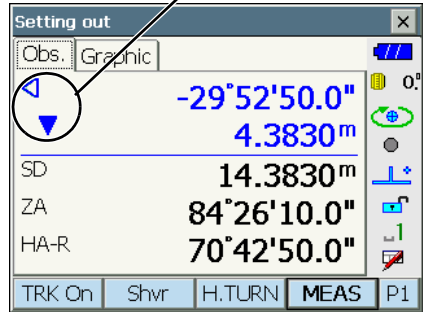 Setting out
Obs. Graphic
-29°52'50.0"
4.3830m
SD 14.3830m
ZA 84°26'10.0"
HA-R 70°42'50.0"
0."
1
TRK On Shvr H.TURN MEAS P1